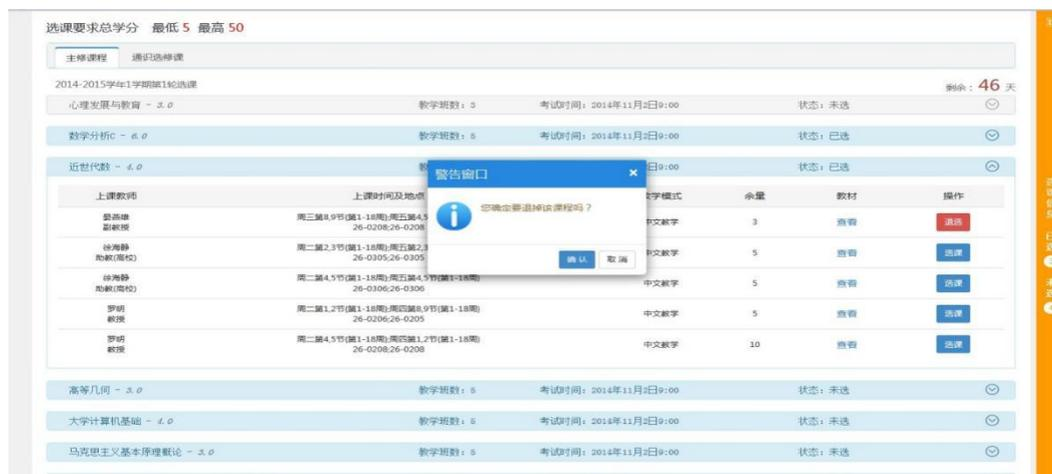 选课要求总学分 最低 5 最高 50
主修课程 通识选修课
2014-2015学年1学期第1轮选课 剩余：46 天
心理发展与教育 - 3.0 教学班数：3 考试时间：2014年11月2日9:00 状态：未选
数学分析C - 6.0 教学班数：5 考试时间：2014年11月2日9:00 状态：已选
近世代数 - 4.0 教 2日9:00 状态：已选
警告窗口 ×
您确定要退掉该课程吗？
确认 取消
上课教师 上课时间及地点 学模式 余量 教材 操作
周三第8,9节(第1-18周);周五第4,5 中文教学 3 查看 退选
副教授 26-0208;26-0208
徐海静 周二第2,3节(第1-18周);周五第2,3 中文教学 5 查看 选课
助教(高校) 26-0305;26-0305
徐海静 周二第4,5节(第1-18周);周五第4,5节(第1-18周) 中文教学 5 查看 选课
助教(高校) 26-0306;26-0306
罗明 周二第1,2节(第1-18周);周四第8,9节(第1-18周) 中文教学 5 查看 选课
教授 26-0206;26-0205
罗明 周二第4,5节(第1-18周);周四第1,2节(第1-18周) 中文教学 10 查看 选课
教授 26-0208;26-0208
高等几何 - 3.0 教学班数：5 考试时间：2014年11月2日9:00 状态：未选
大学计算机基础 - 4.0 教学班数：5 考试时间：2014年11月2日9:00 状态：未选
马克思主义基本原理概论 - 3.0 教学班数：5 考试时间：2014年11月2日9:00 状态：未选